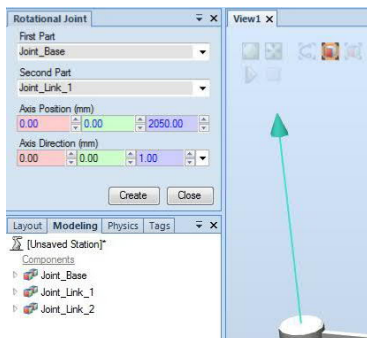 Rotational Joint
First Part
Joint_Base
Second Part
Joint_Link_1
Axis Position (mm)
0.00 0.00 2050.00
Axis Direction (mm)
0.00 0.00 1.00
Create Close
Layout Modeling Physics Tags
[Unsaved Station]*
Components
Joint_Base
Joint_Link_1
Joint_Link_2
View1